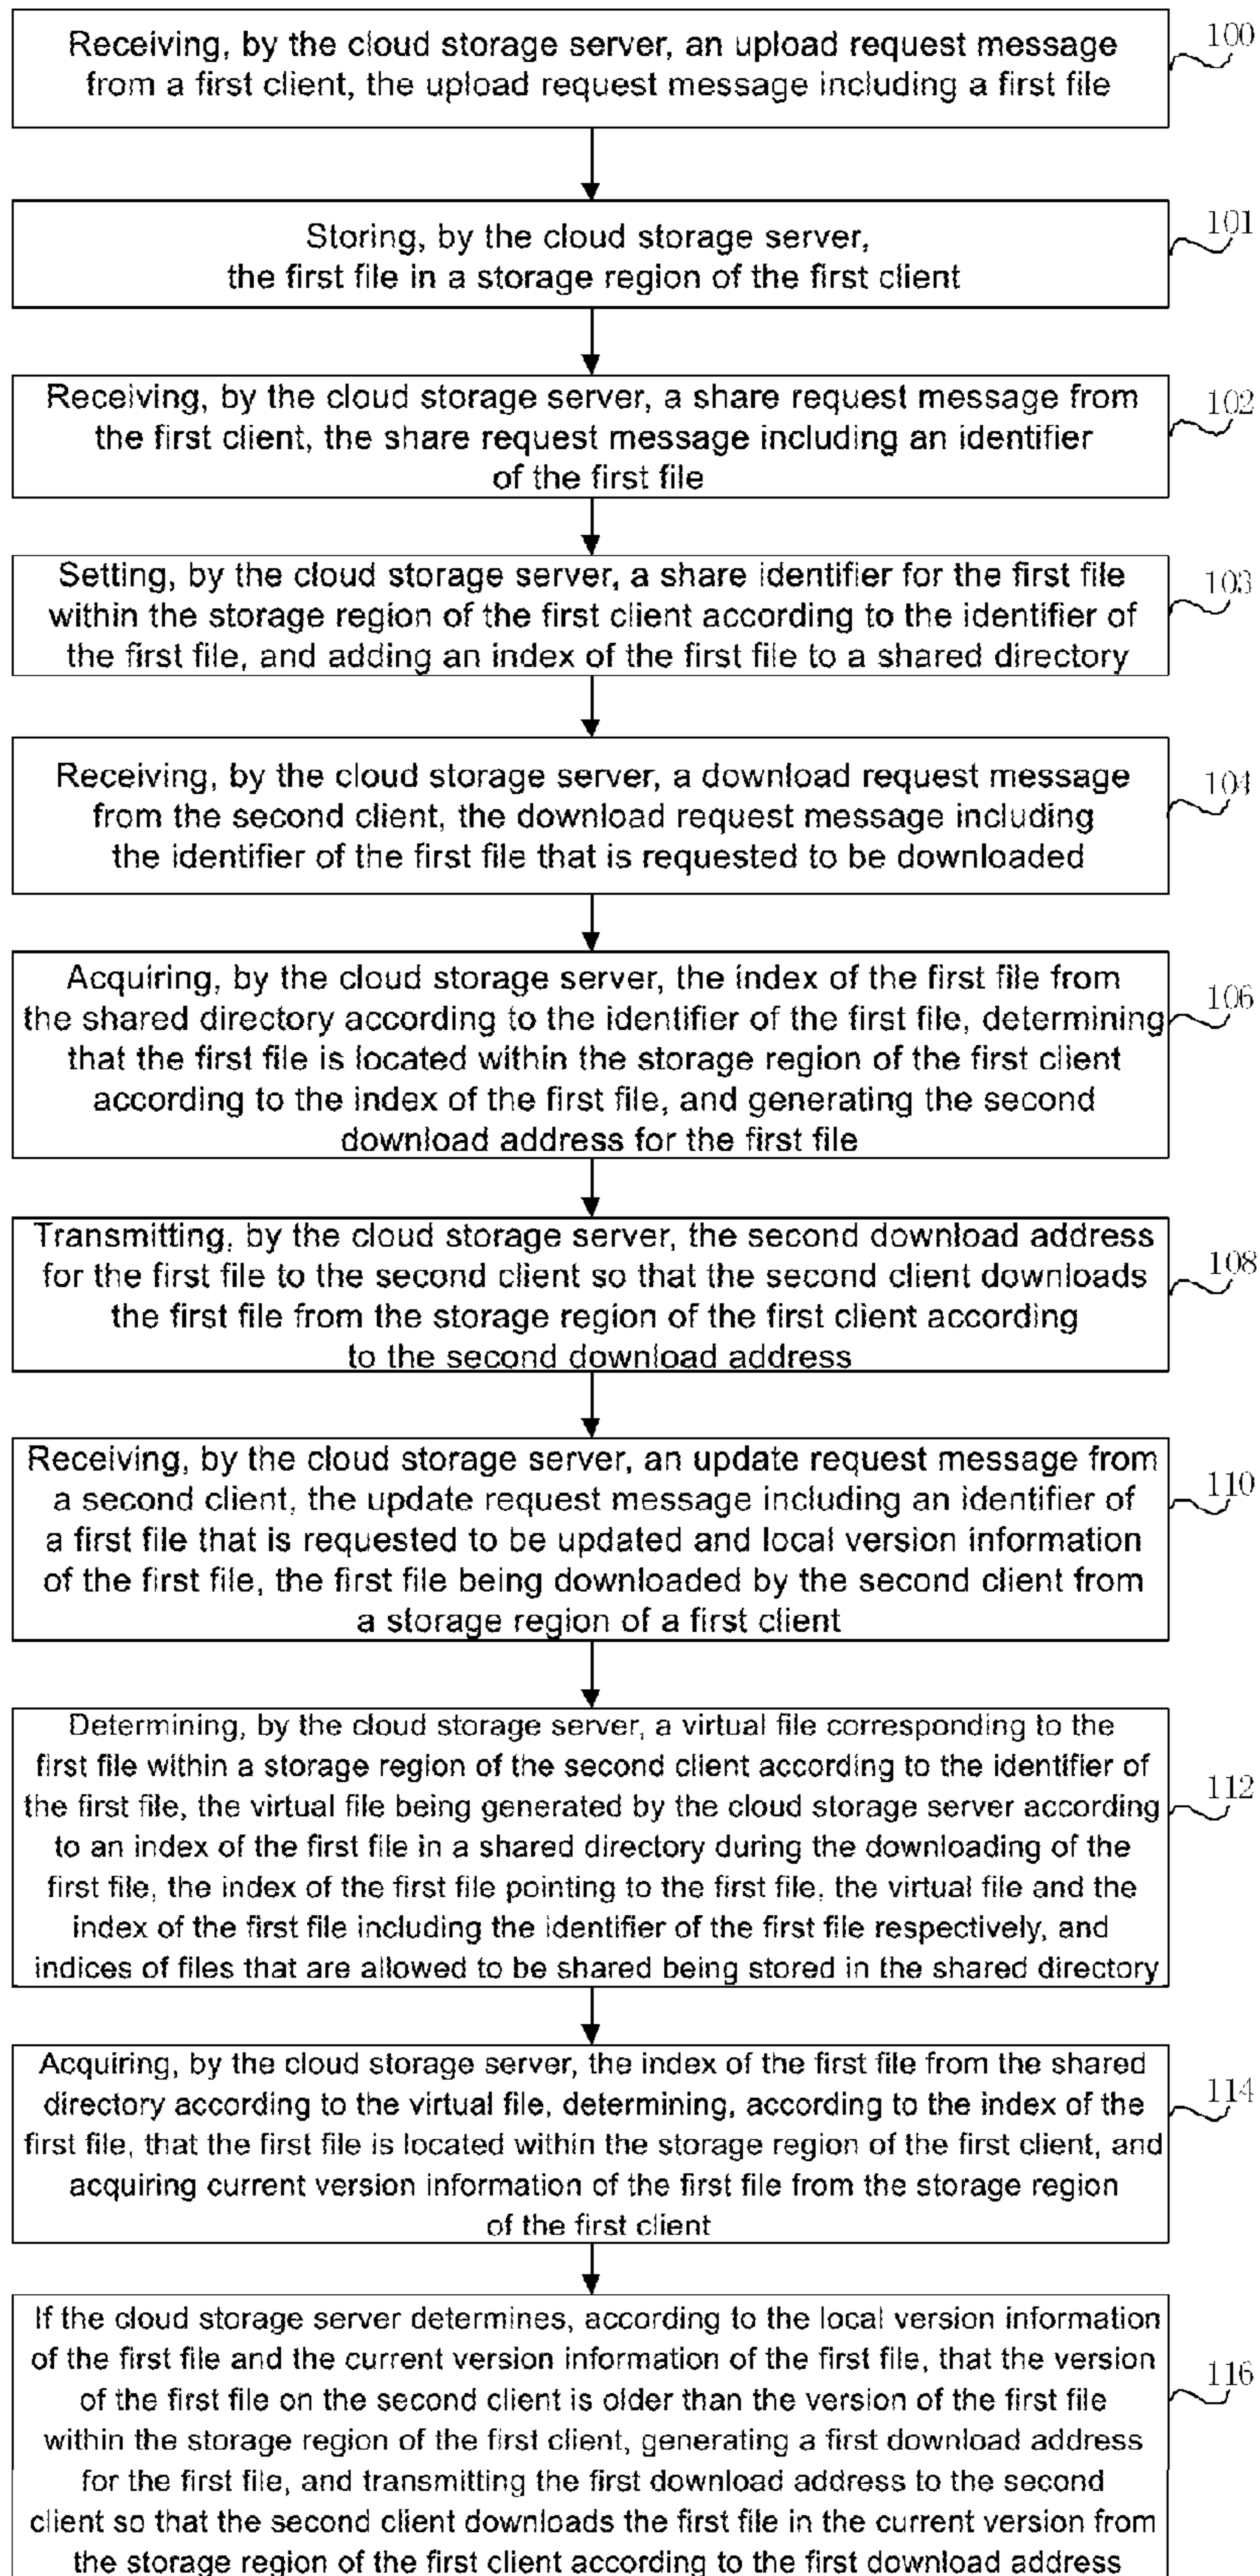 Receiving, by the cloud storage server, an upload request message
from a first client, the upload request message including a first file
100
Storing, by the cloud storage server,
the first file in a storage region of the first client
101
Receiving, by the cloud storage server, a share request message from
the first client, the share request message including an identifier
of the first file
102
Setting, by the cloud storage server, a share identifier for the first file
within the storage region of the first client according to the identifier of
the first file, and adding an index of the first file to a shared directory
103
Receiving, by the cloud storage server, a download request message
from the second client, the download request message including
the identifier of the first file that is requested to be downloaded
104
Acquiring, by the cloud storage server, the index of the first file from
the shared directory according to the identifier of the first file, determining
that the first file is located within the storage region of the first client
according to the index of the first file, and generating the second
download address for the first file
106
Transmitting, by the cloud storage server, the second download address
for the first file to the second client so that the second client downloads
the first file from the storage region of the first client according
to the second download address
108
Receiving, by the cloud storage server, an update request message from
a second client, the update request message including an identifier of
a first file that is requested to be updated and local version information
of the first file, the first file being downloaded by the second client from
a storage region of a first client
110
Determining, by the cloud storage server, a virtual file corresponding to the
first file within a storage region of the second client according to the identifier of
the first file, the virtual file being generated by the cloud storage server according
to an index of the first file in a shared directory during the downloading of the
first file, the index of the first file pointing to the first file, the virtual file and the
index of the first file including the identifier of the first file respectively, and
indices of files that are allowed to be shared being stored in the shared directory
112
Acquiring, by the cloud storage server, the index of the first file from the shared
directory according to the virtual file, determining, according to the index of the
first file, that the first file is located within the storage region of the first client, and
acquiring current version information of the first file from the storage region
of the first client
114
If the cloud storage server determines, according to the local version information
of the first file and the current version information of the first file, that the version
of the first file on the second client is older than the version of the first file
within the storage region of the first client, generating a first download address
for the first file, and transmitting the first download address to the second
client so that the second client downloads the first file in the current version from
the storage region of the first client according to the first download address
116